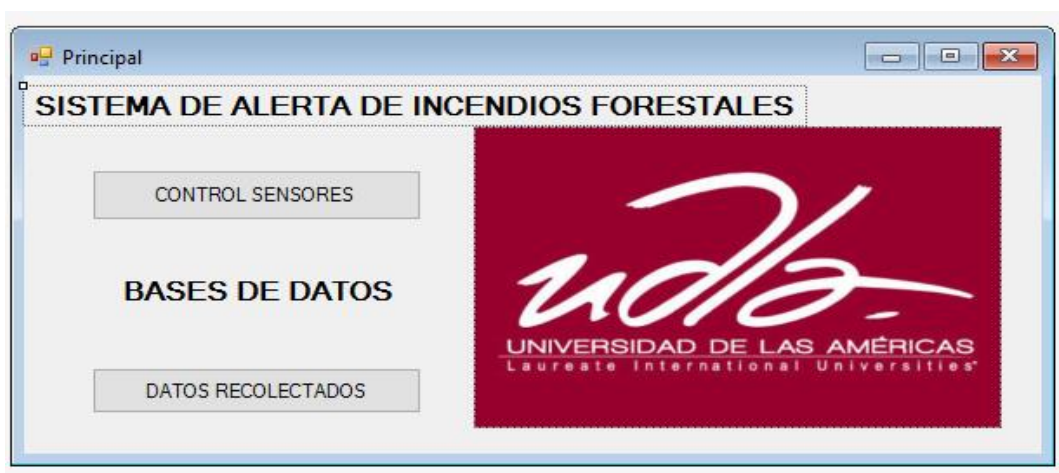 Principal
SISTEMA DE ALERTA DE INCENDIOS FORESTALES
CONTROL SENSORES
BASES DE DATOS
DATOS RECOLECTADOS
udla
UNIVERSIDAD DE LAS AMÉRICAS
Laureate International Universities